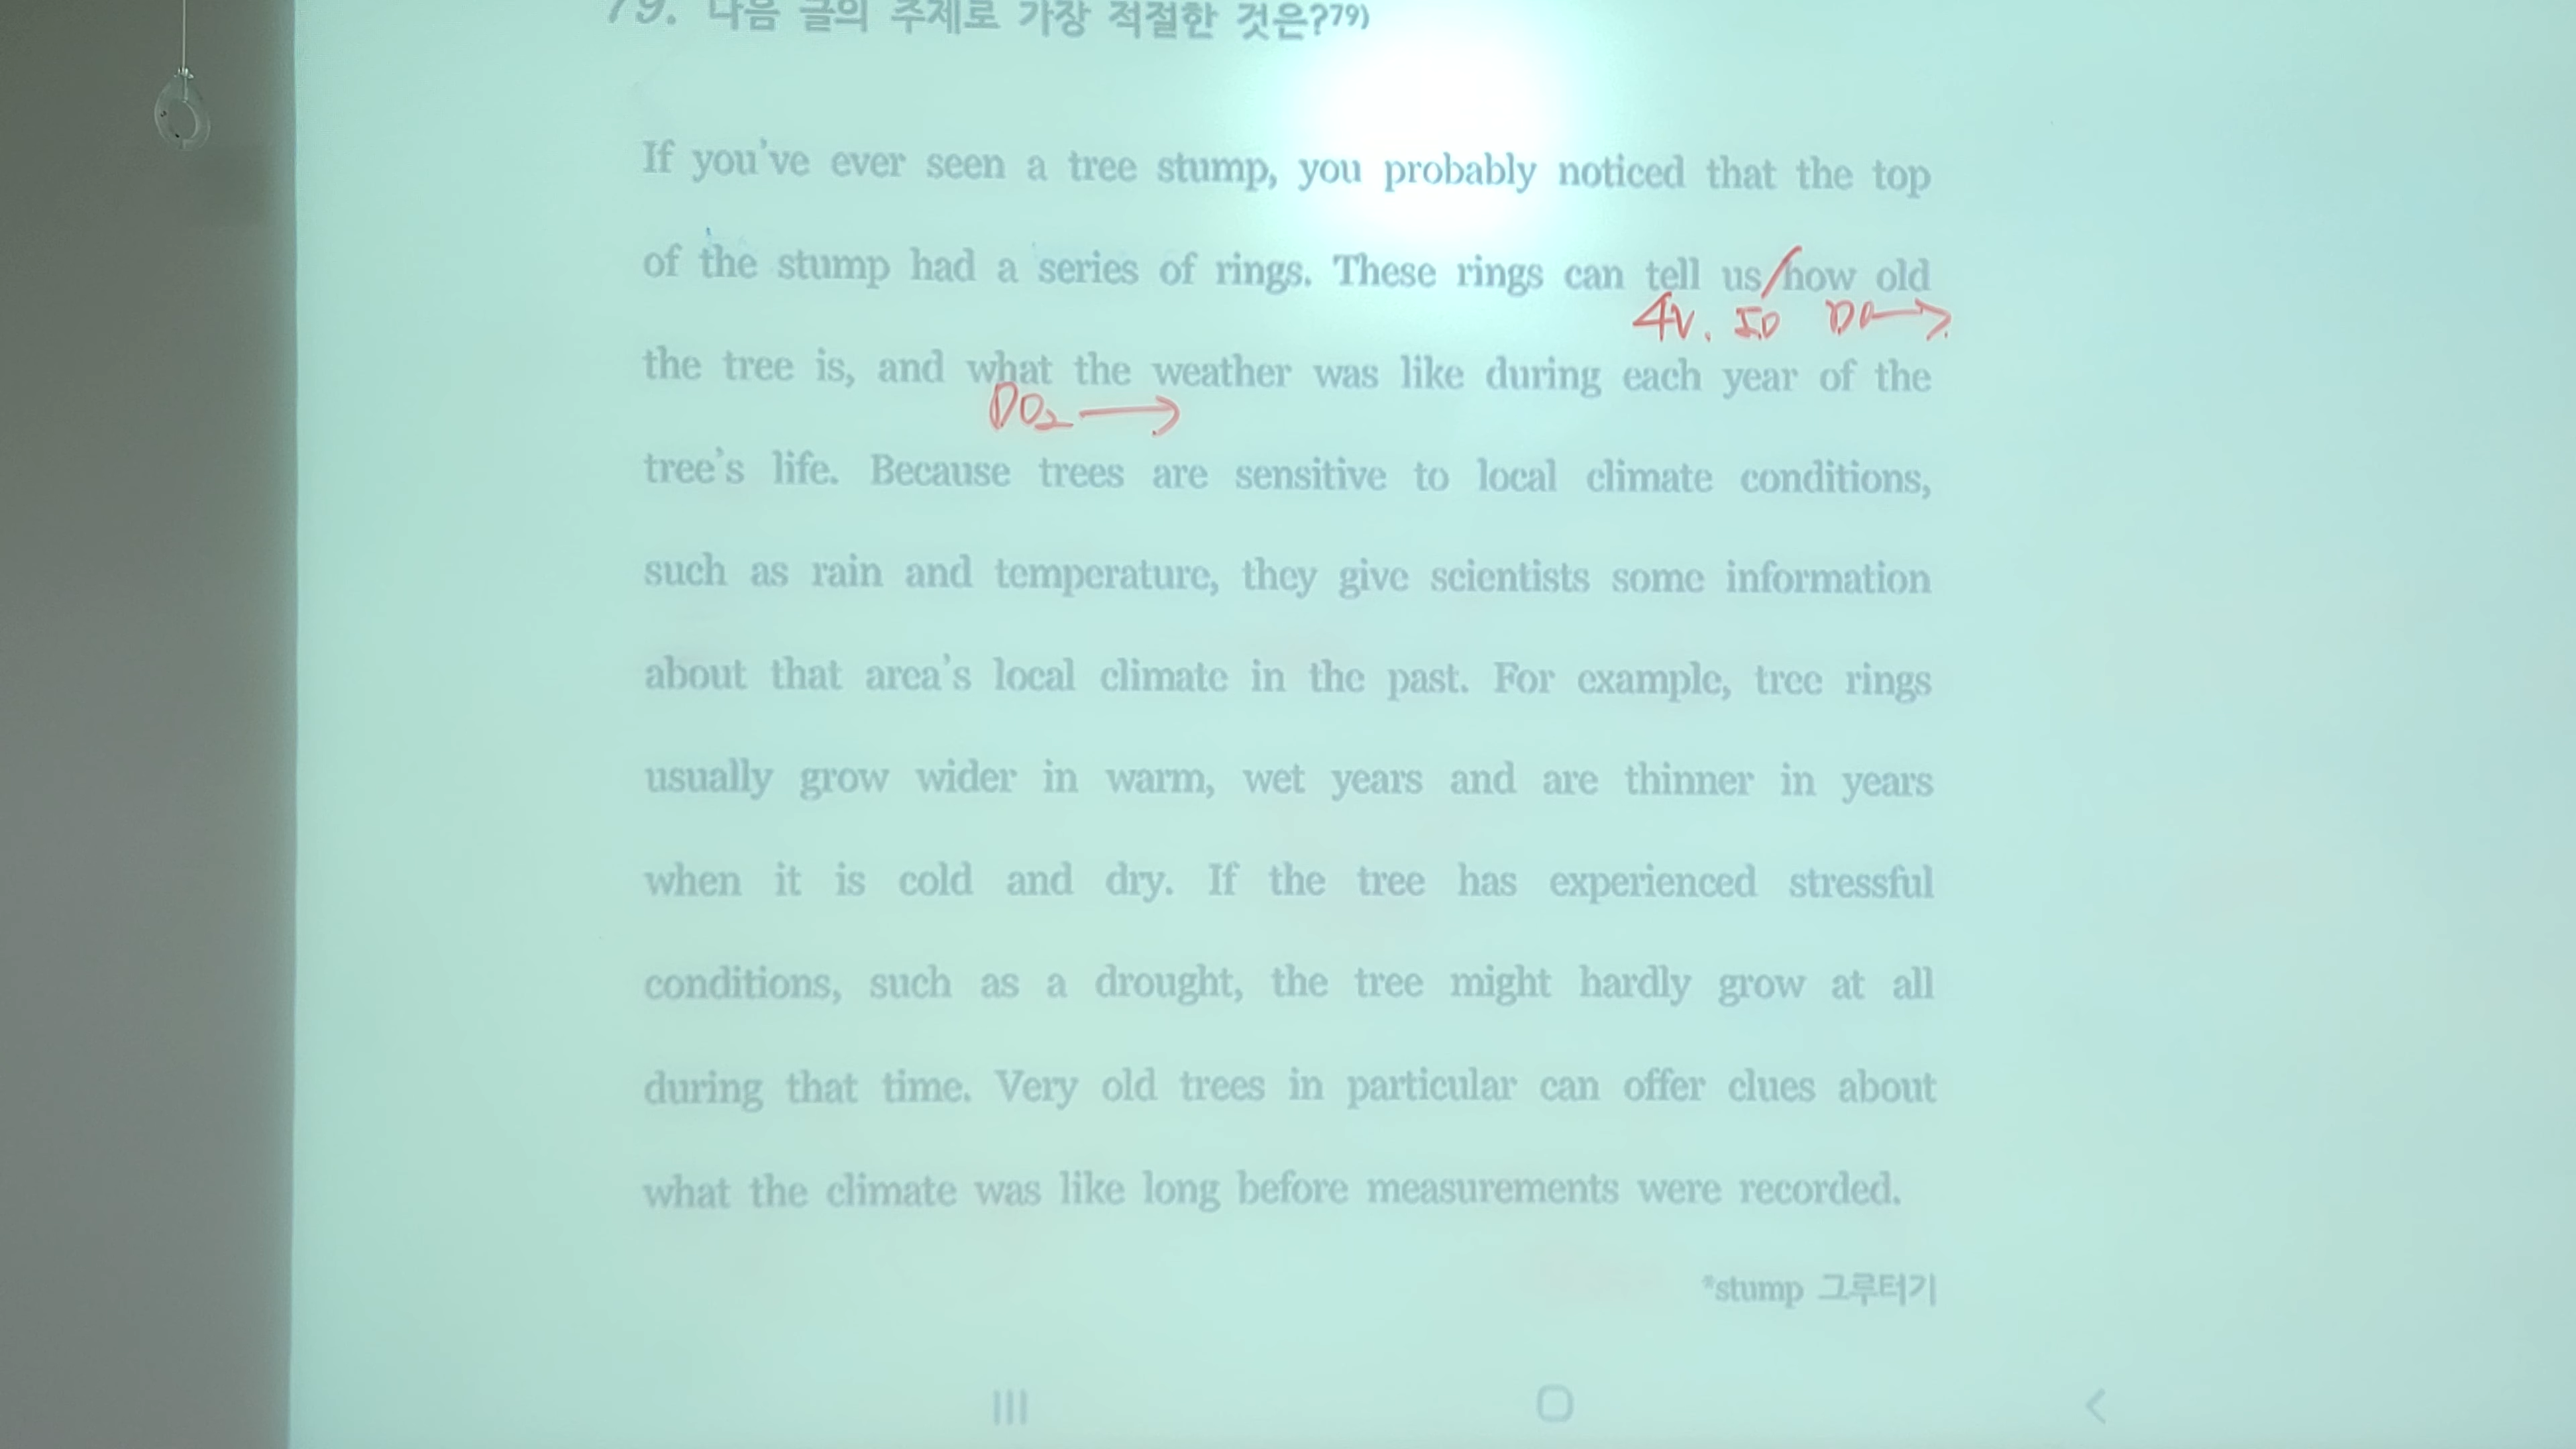 79. 다음 글의 주제로 가장 적절한 것은?79)
If you've ever seen a tree stump, you probably noticed that the top
of the stump had a series of rings. These rings can tell us/how old
4V. IO DO
the tree is, and what the weather was like during each year of the
DO2
tree's life. Because trees are sensitive to local climate conditions,
such as rain and temperature, they give scientists some information
about that area's local climate in the past. For example, tree rings
usually grow wider in warm, wet years and are thinner in years
when it is cold and dry. If the tree has experienced stressful
conditions, such as a drought, the tree might hardly grow at all
during that time. Very old trees in particular can offer clues about
what the climate was like long before measurements were recorded.
*stump 그루터기